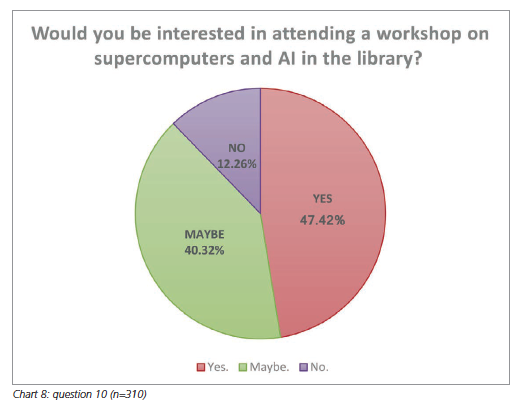 Would you be interested in attending a workshop on
supercomputers and AI in the library?
NO
12.26%
YES
47.42%
MAYBE
40.32%
Yes. Maybe. No.
Chart 8: question 10 (n=310)